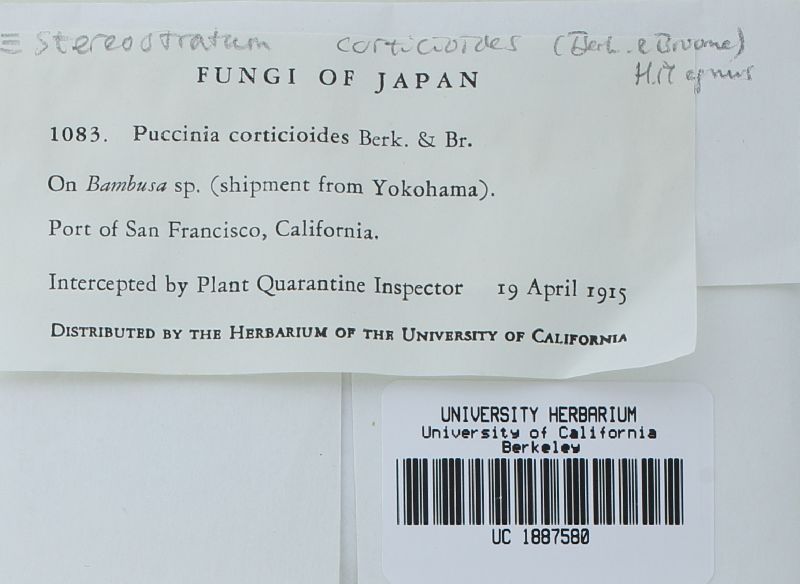 = Stereostratum corticioides (Berk. & Broome)
H. Magnus
FUNGI OF JAPAN
1083. Puccinia corticioides Berk. & Br.
On Bambusa sp. (shipment from Yokohama).
Port of San Francisco, California.
Intercepted by Plant Quarantine Inspector 19 April 1915
DISTRIBUTED BY THE HERBARIUM OF THE UNIVERSITY OF CALIFORNIA
UNIVERSITY HERBARIUM
University of California
Berkeley
UC 1887580